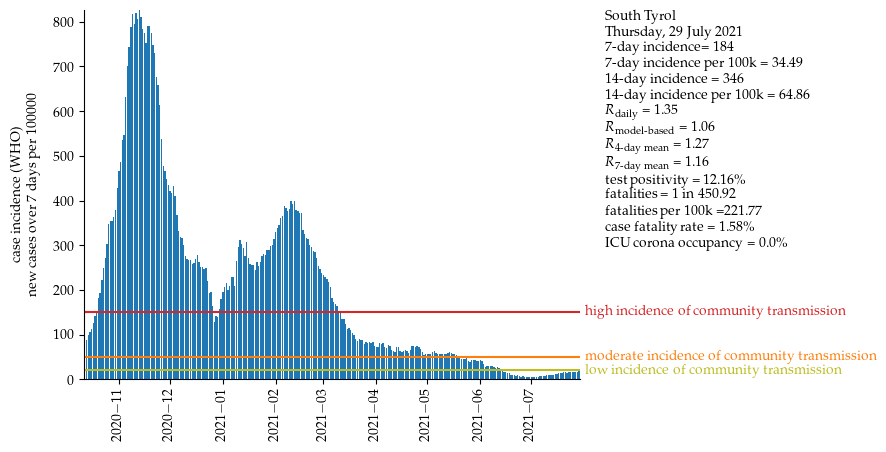 South Tyrol
Thursday, 29 July 2021
7-day incidence= 184
7-day incidence per 100k = 34.49
14-day incidence = 346
14-day incidence per 100k = 64.86
R daily = 1.35
R model-based = 1.06
R 4-day mean = 1.27
R 7-day mean = 1.16
test positivity = 12.16%
fatalities = 1 in 450.92
fatalities per 100k =221.77
case fatality rate = 1.58%
ICU corona occupancy = 0.0%
case incidence (WHO)
new cases over 7 days per 100000
800
700
600
500
400
300
200
100
0
high incidence of community transmission
moderate incidence of community transmission
low incidence of community transmission
2020−11
2020−12
2021−01
2021−02
2021−03
2021−04
2021−05
2021−06
2021−07